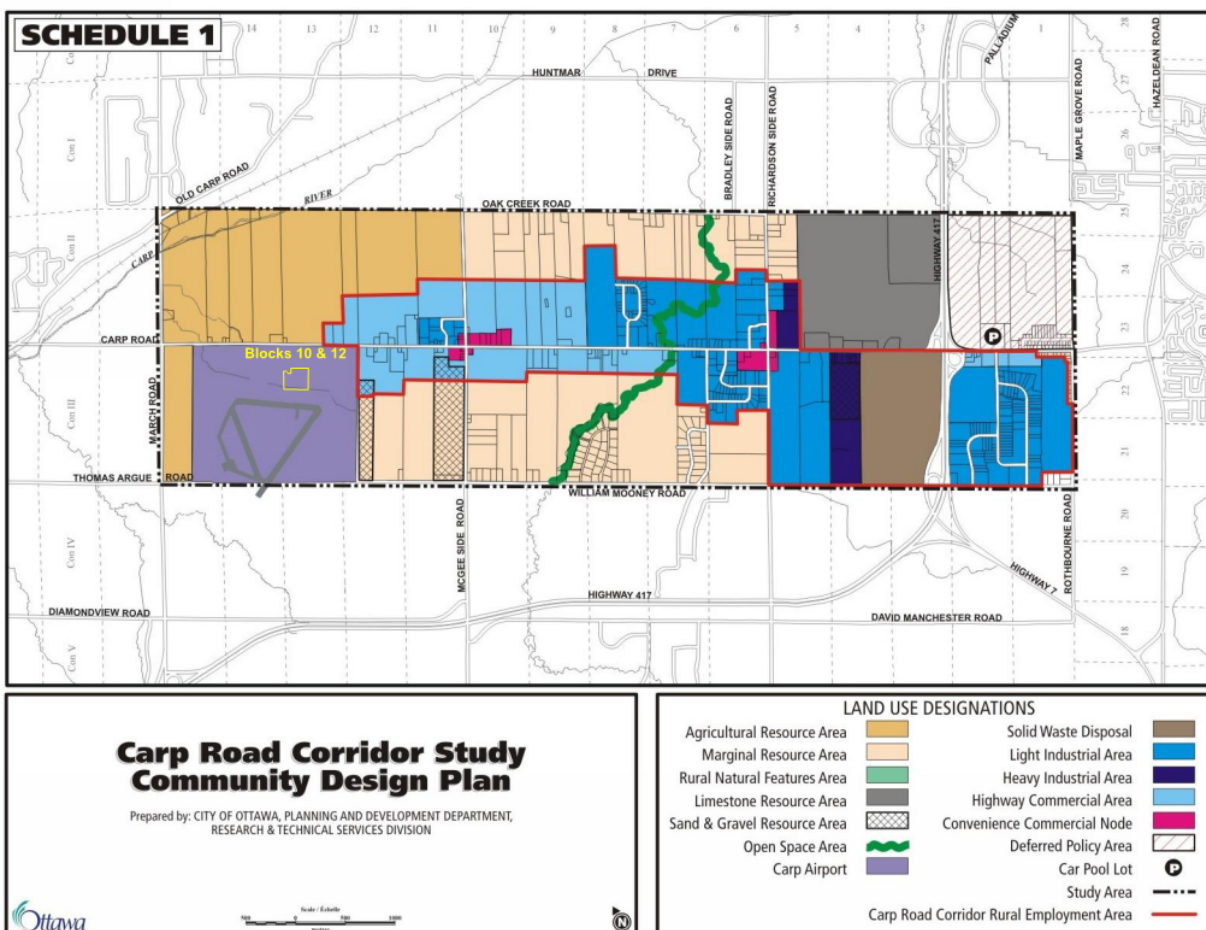 SCHEDULE 1
14
13
12
11
10
9
8
7
6
5
4
3
1
28
27
26
25
24
23
22
21
20
19
18
Con I
Con II
Con III
Con IV
Con V
HUNTMAR DRIVE
PALLADIUM
MAPLE GROVE ROAD
HAZELDEAN ROAD
BRADLEY SIDE ROAD
RICHARDSON SIDE ROAD
OLD CARP ROAD
CARP RIVER
OAK CREEK ROAD
HIGHWAY 417
CARP ROAD
P
Blocks 10 & 12
MARCH ROAD
THOMAS ARGUE ROAD
WILLIAM MOONEY ROAD
MCGEE SIDE ROAD
ROTHBOURNE ROAD
HIGHWAY 7
HIGHWAY 417
DIAMONDVIEW ROAD
DAVID MANCHESTER ROAD
Carp Road Corridor Study
Community Design Plan
Prepared by: CITY OF OTTAWA, PLANNING AND DEVELOPMENT DEPARTMENT,
RESEARCH & TECHNICAL SERVICES DIVISION
Ottawa
Scale / Échelle
500 0 500 1000
N
LAND USE DESIGNATIONS
Agricultural Resource Area
Marginal Resource Area
Rural Natural Features Area
Limestone Resource Area
Sand & Gravel Resource Area
Open Space Area
Carp Airport
Solid Waste Disposal
Light Industrial Area
Heavy Industrial Area
Highway Commercial Area
Convenience Commercial Node
Deferred Policy Area
Car Pool Lot
P
Study Area
Carp Road Corridor Rural Employment Area